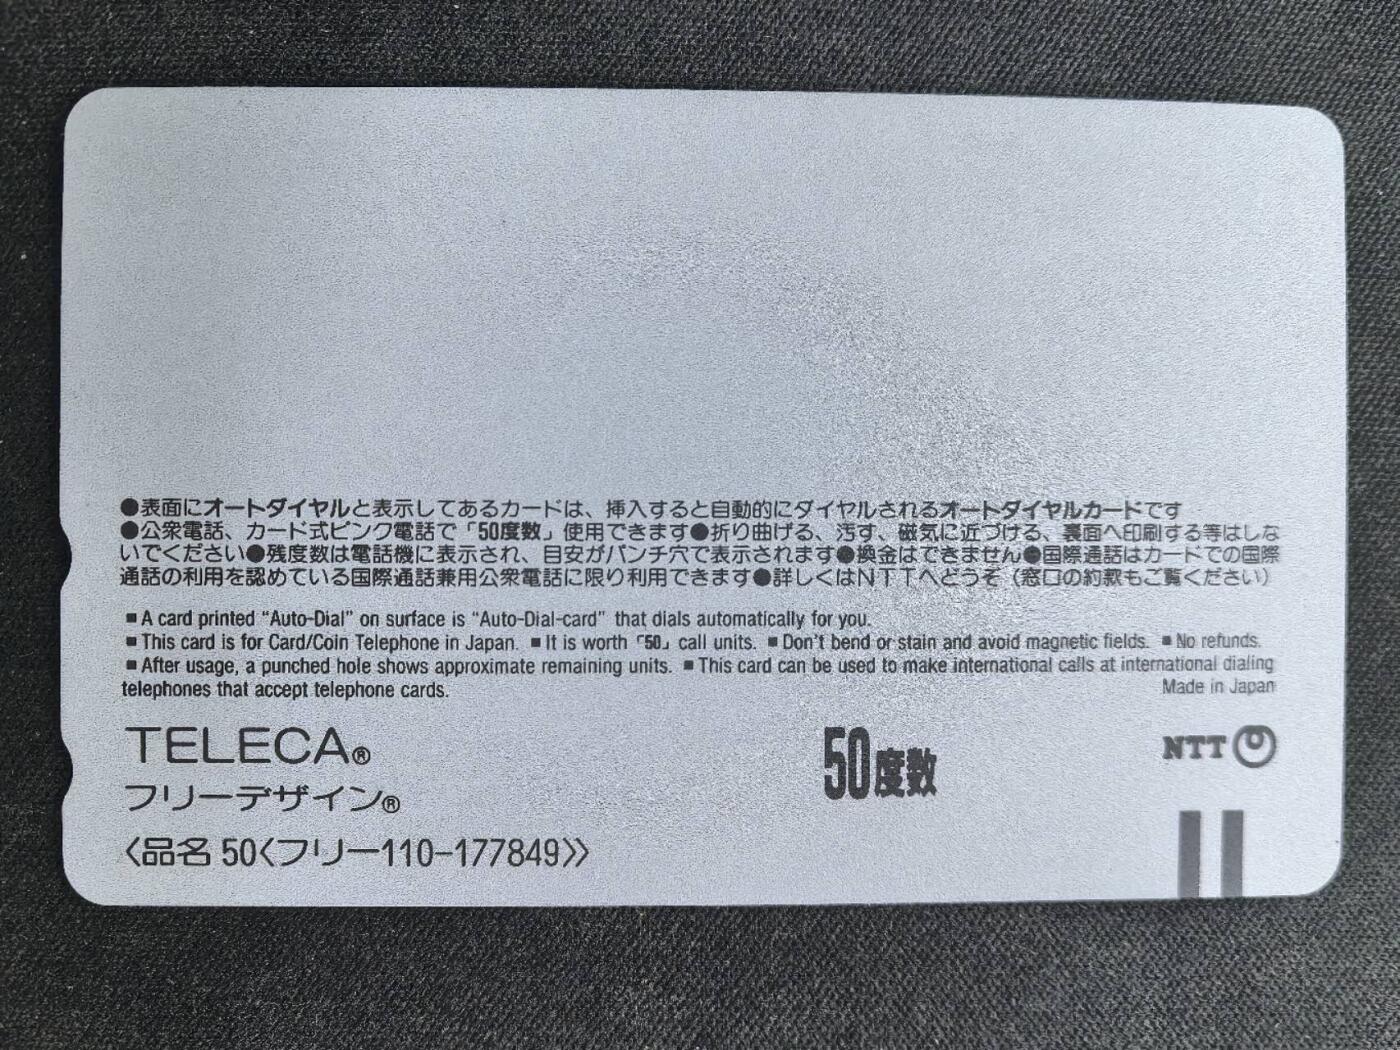 ●表面にオートダイヤルと表示してあるカードは、挿入すると自動的にダイヤルされるオートダイヤルカードです
●公衆電話、カード式ピンク電話で「50度数」使用できます●折り曲げる、汚す、磁気に近づける、裏面へ印刷する等はしな
いでください●残度数は電話機に表示され、目安がパンチ穴で表示されます●換金はできません●国際通話はカードでの国際
通話の利用を認めている国際通話兼用公衆電話に限り利用できます●詳しくはNTTへどうぞ（窓口の約款もご覧ください）
■A card printed “Auto-Dial” on surface is “Auto-Dial-card” that dials automatically for you.
■This card is for Card/Coin Telephone in Japan. ■It is worth「50」call units. ■Don't bend or stain and avoid magnetic fields. ■No refunds.
■After usage, a punched hole shows approximate remaining units. ■This card can be used to make international calls at international dialing
telephones that accept telephone cards.
Made in Japan
TELECA®
フリーデザイン®
50度数
NTT
〈品名 50〈フリー110-177849〉〉